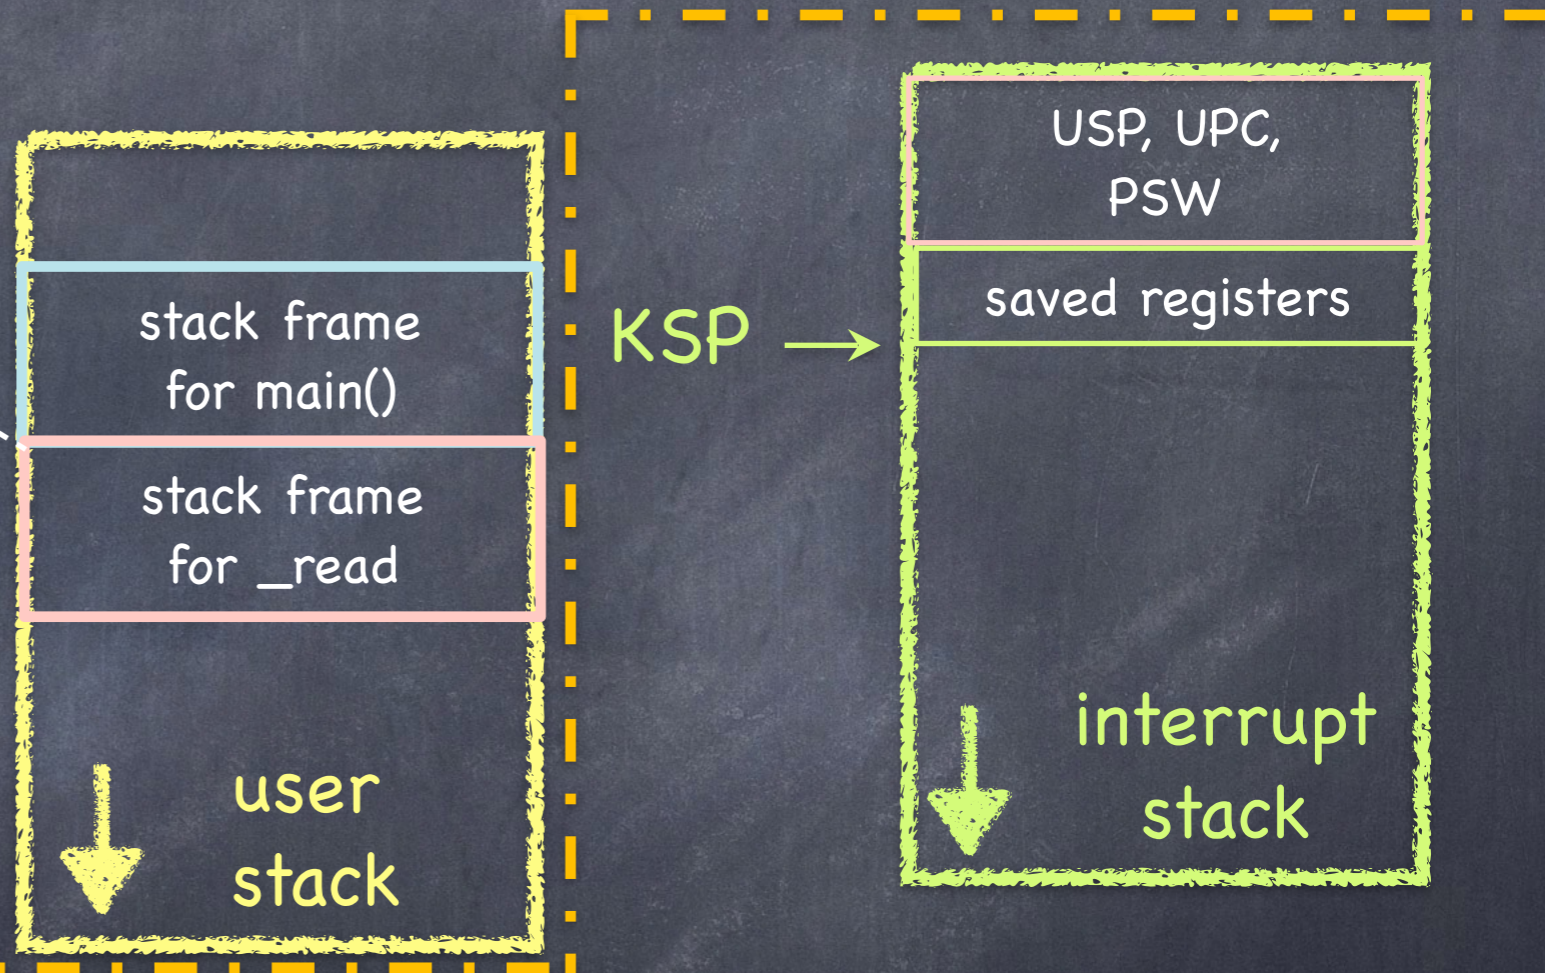 stack frame
for main()
stack frame
for _read
user
stack
KSP
USP, UPC,
PSW
saved registers
interrupt
stack